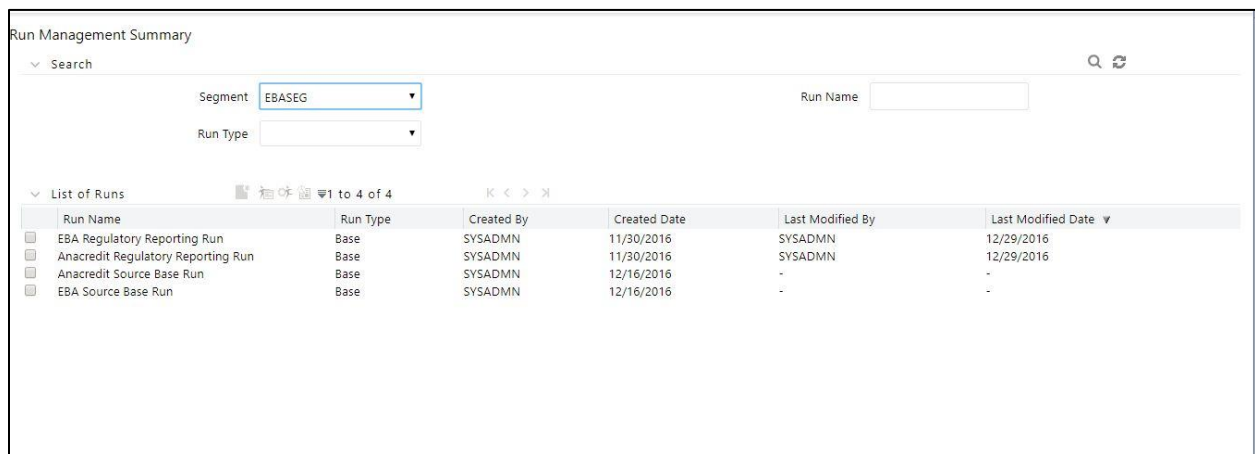 Run Management Summary
Search
Segment EBASEG Run Name
Run Type
List of Runs 1 to 4 of 4
Run Name Run Type Created By Created Date Last Modified By Last Modified Date
EBA Regulatory Reporting Run Base SYSADMN 11/30/2016 SYSADMN 12/29/2016
Anacredit Regulatory Reporting Run Base SYSADMN 11/30/2016 SYSADMN 12/29/2016
Anacredit Source Base Run Base SYSADMN 12/16/2016 - -
EBA Source Base Run Base SYSADMN 12/16/2016 - -